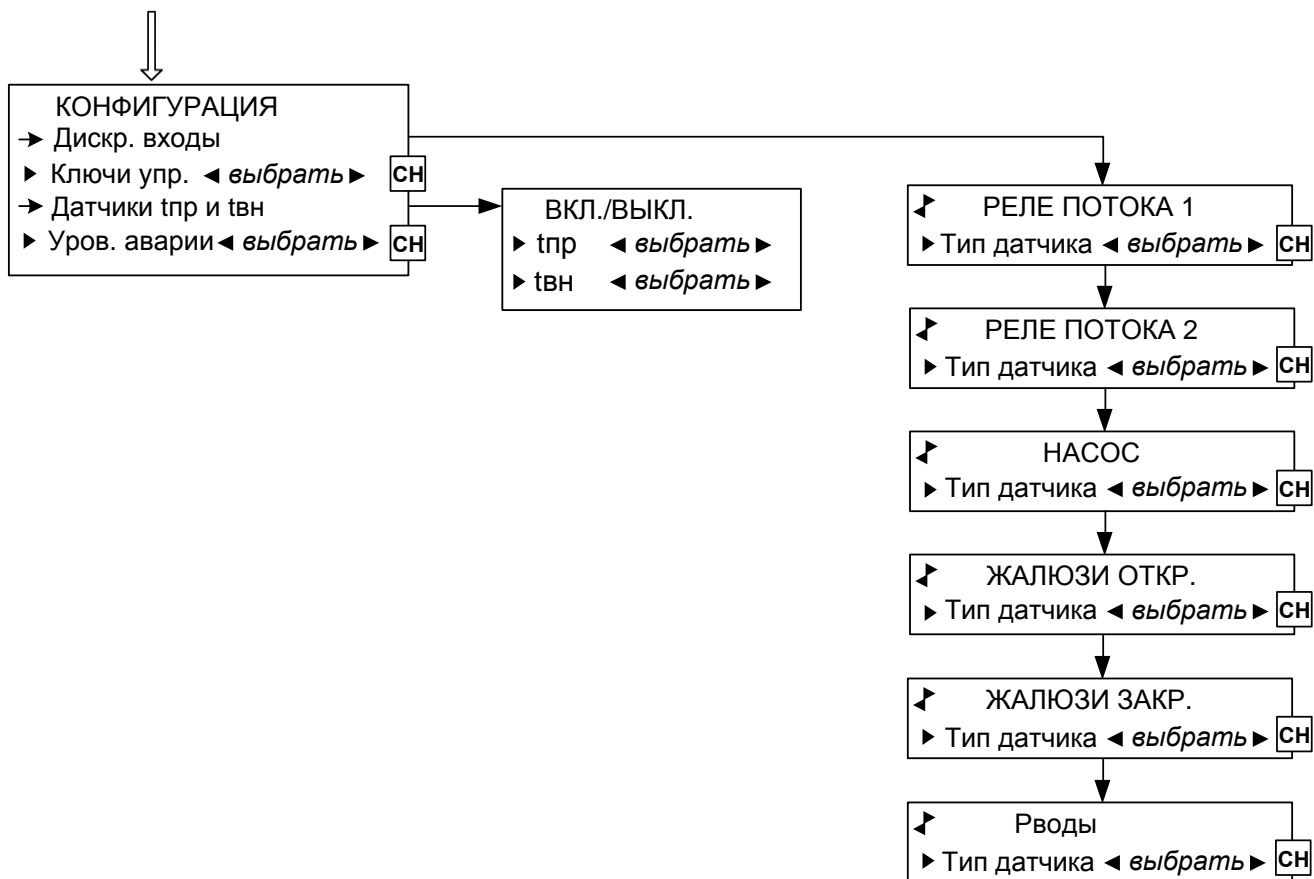 КОНФИГУРАЦИЯ
Дискр. входы
Ключи упр. ◄ выбрать ► СН
Датчики tпр и tвн
Уров. аварии ◄ выбрать ► СН
ВКЛ./ВЫКЛ.
tпр ◄ выбрать ►
tвн ◄ выбрать ►
РЕЛЕ ПОТОКА 1
Тип датчика ◄ выбрать ► СН
РЕЛЕ ПОТОКА 2
Тип датчика ◄ выбрать ► СН
НАСОС
Тип датчика ◄ выбрать ► СН
ЖАЛЮЗИ ОТКР.
Тип датчика ◄ выбрать ► СН
ЖАЛЮЗИ ЗАКР.
Тип датчика ◄ выбрать ► СН
Рводы
Тип датчика ◄ выбрать ► СН